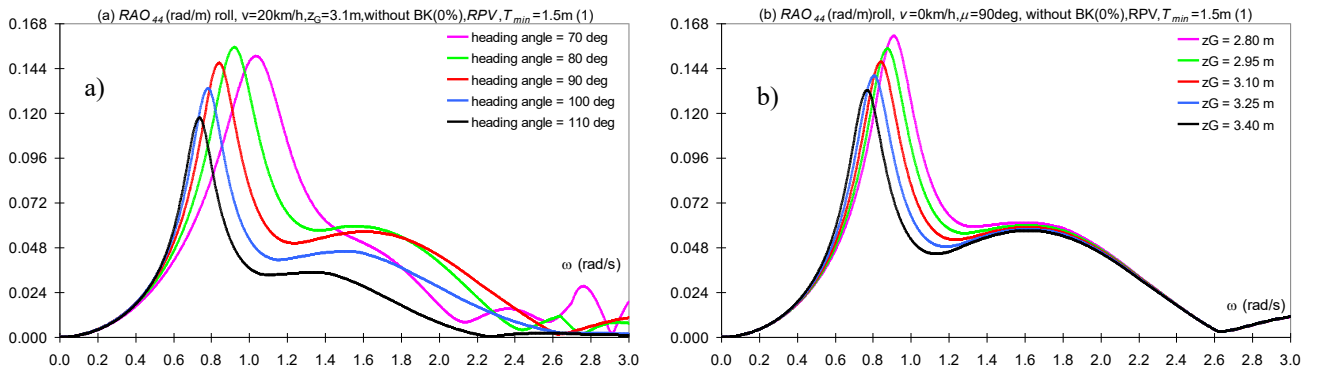 (a) RAO₄₄ (rad/m) roll, v=20km/h,z_G=3.1m,without BK(0%),RPV,T_min=1.5m (1)
a)
0.168
0.144
0.120
0.096
0.072
0.048
0.024
0.000
heading angle = 70 deg
heading angle = 80 deg
heading angle = 90 deg
heading angle = 100 deg
heading angle = 110 deg
ω (rad/s)
0.0 0.2 0.4 0.6 0.8 1.0 1.2 1.4 1.6 1.8 2.0 2.2 2.4 2.6 2.8 3.0
(b) RAO₄₄ (rad/m)roll, v=0km/h,μ=90deg, without BK(0%),RPV,T_min=1.5m (1)
b)
0.168
0.144
0.120
0.096
0.072
0.048
0.024
0.000
zG = 2.80 m
zG = 2.95 m
zG = 3.10 m
zG = 3.25 m
zG = 3.40 m
ω (rad/s)
0.0 0.2 0.4 0.6 0.8 1.0 1.2 1.4 1.6 1.8 2.0 2.2 2.4 2.6 2.8 3.0